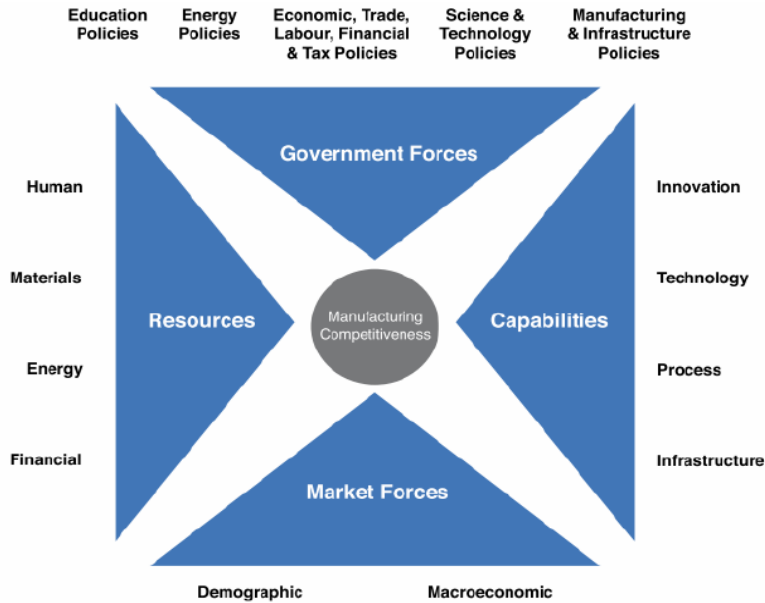 Education
Policies
Energy
Policies
Economic, Trade,
Labour, Financial
& Tax Policies
Science &
Technology
Policies
Manufacturing
& Infrastructure
Policies
Government Forces
Human
Materials
Energy
Financial
Resources
Manufacturing
Competitiveness
Capabilities
Innovation
Technology
Process
Infrastructure
Market Forces
Demographic
Macroeconomic